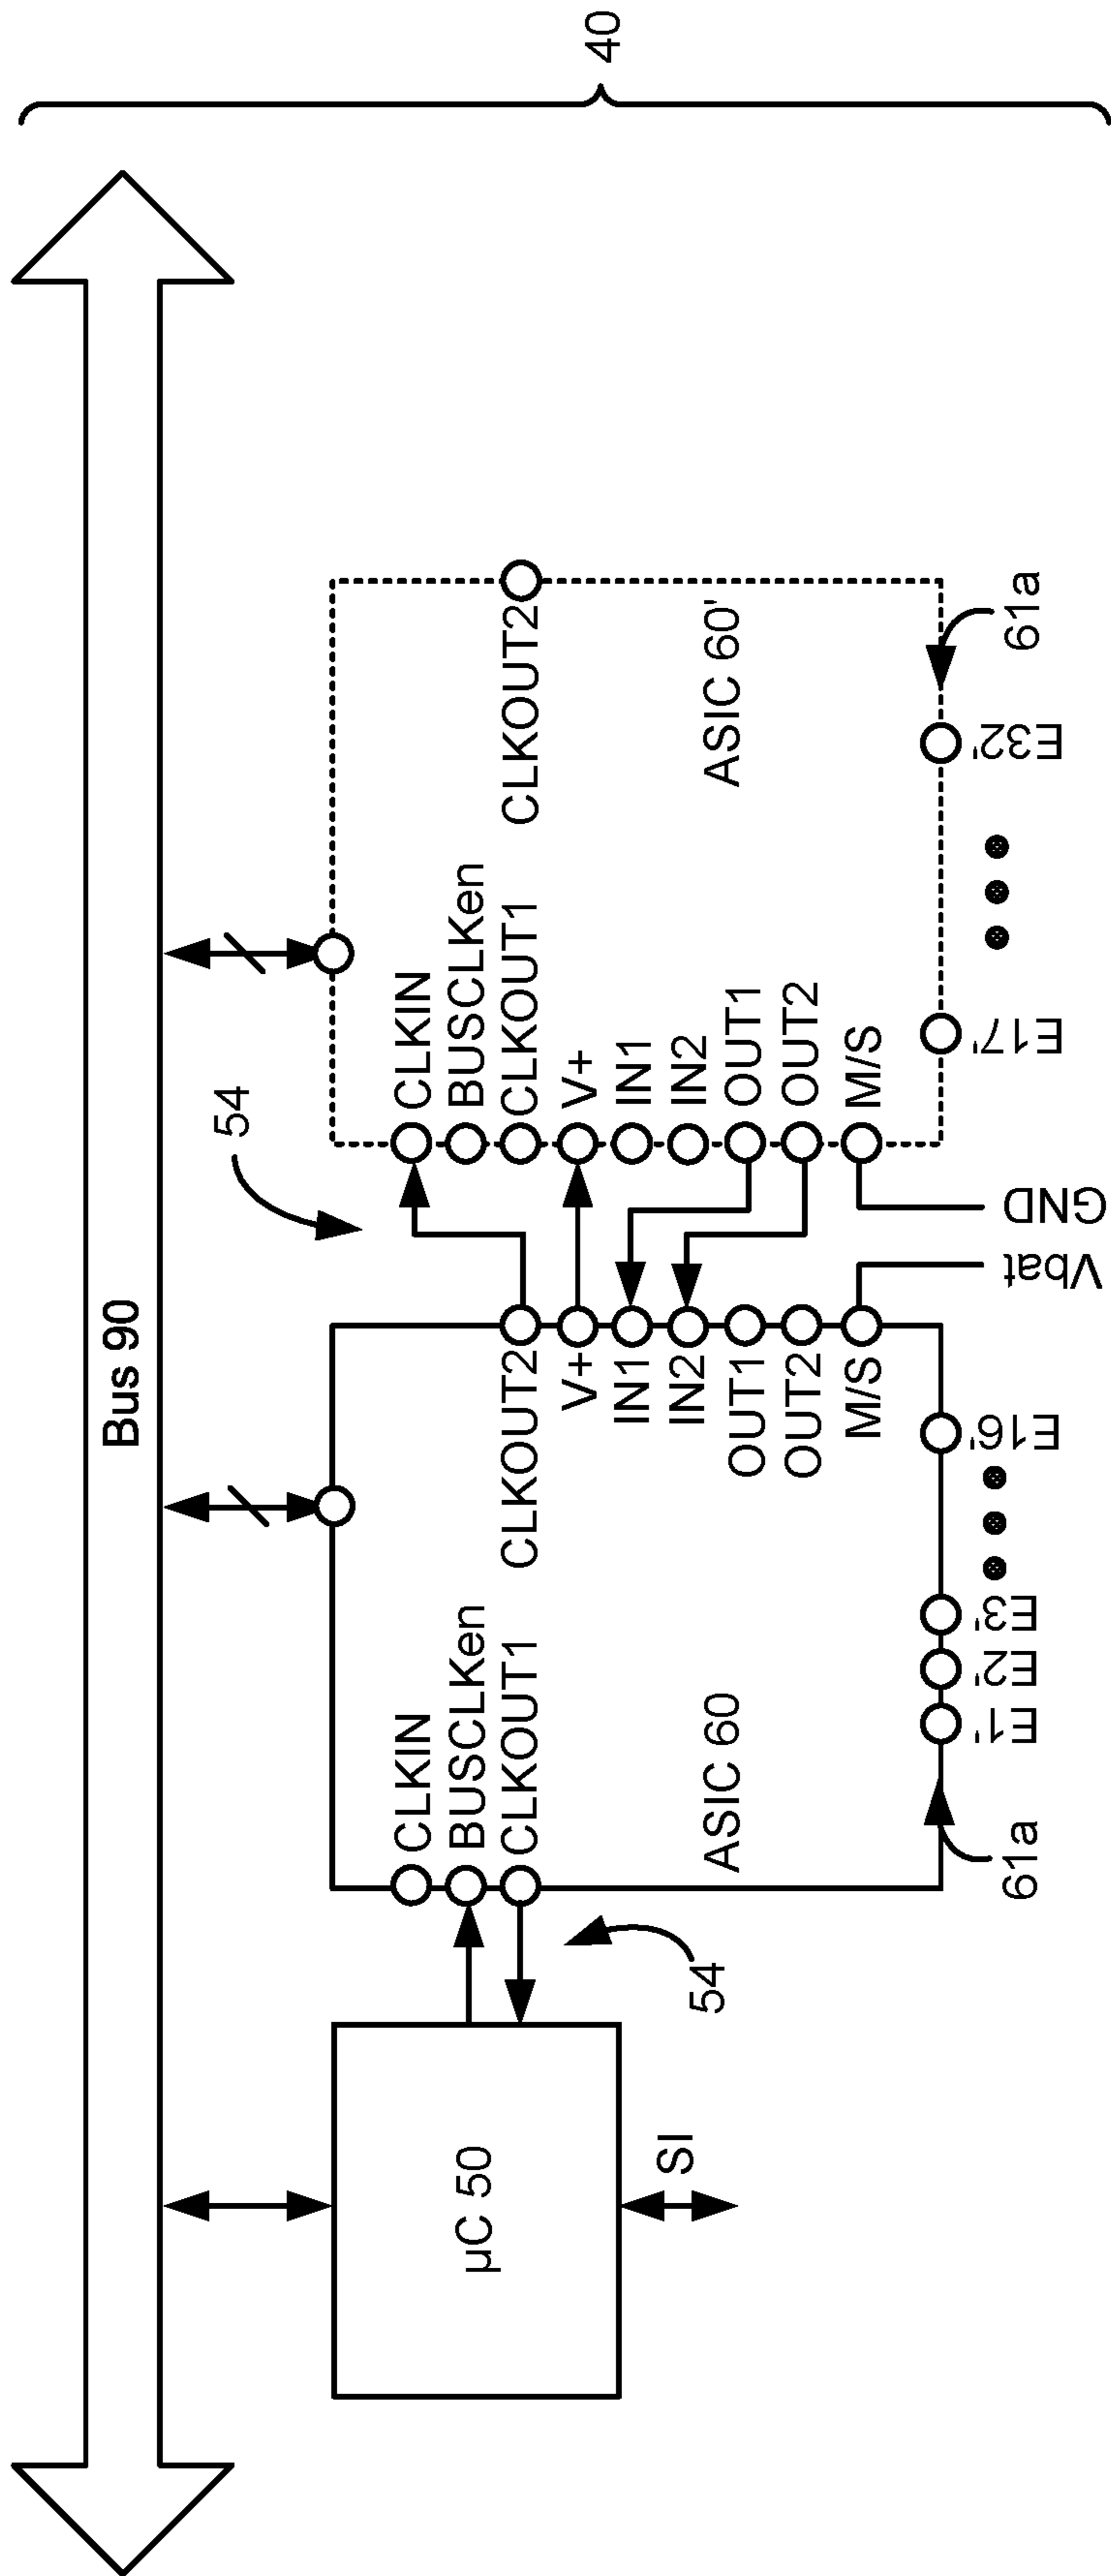 40
Bus 90
54
µC 50
SI
54
CLKIN
BUSCLKen
CLKOUT1
ASIC 60
CLKOUT2
V+
IN1
IN2
OUT1
OUT2
M/S
61a
E1'
E2'
E3'
E16'
Vbat
GND
CLKIN
BUSCLKen
CLKOUT1
V+
IN1
IN2
OUT1
OUT2
M/S
CLKOUT2
ASIC 60'
E17'
E32'
61a